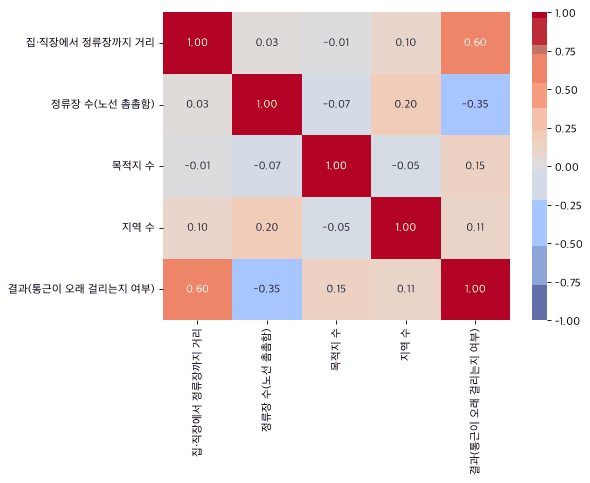 집·직장에서 정류장까지 거리 1.00 0.03 -0.01 0.10 0.60
정류장 수(노선 촘촘함) 0.03 1.00 -0.07 0.20 -0.35
목적지 수 -0.01 -0.07 1.00 -0.05 0.15
지역 수 0.10 0.20 -0.05 1.00 0.11
결과(통근이 오래 걸리는지 여부) 0.60 -0.35 0.15 0.11 1.00
집·직장에서 정류장까지 거리
정류장 수(노선 촘촘함)
목적지 수
지역 수
결과(통근이 오래 걸리는지 여부)
1.00
0.75
0.50
0.25
0.00
-0.25
-0.50
-0.75
-1.00